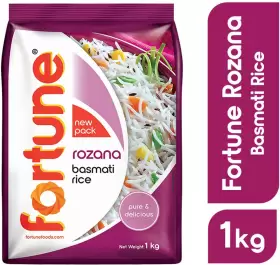 fortune
new
pack
rozana
basmati
rice
pure &
delicious
fortunefoods.com
Net Weight 1 kg
Fortune Rozana
Basmati Rice
1kg